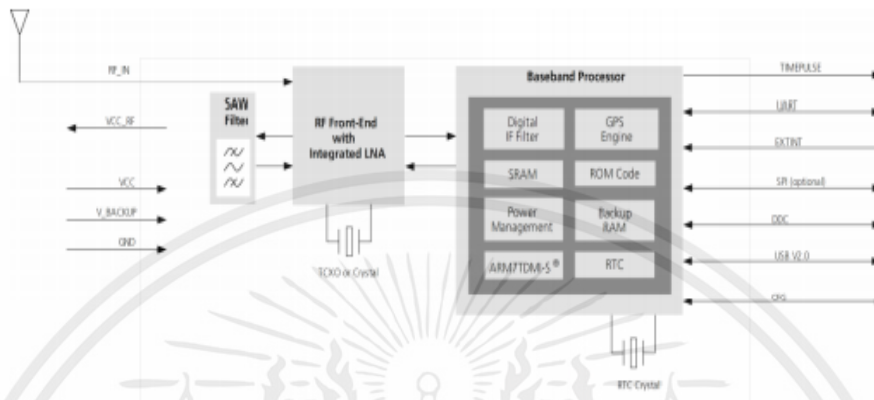 RF_IN
VCC_RF
VCC
V_BACKUP
GND
SAW
Filter
RF Front-End
with
Integrated LNA
TCXO or Crystal
Baseband Processor
Digital
IF Filter
GPS
Engine
SRAM
ROM Code
Power
Management
Backup
RAM
ARM7TDMI-S®
RTC
RTC Crystal
TIMEPULSE
UART
EXTINT
SPI (optional)
DDC
USB V2.0
CFG